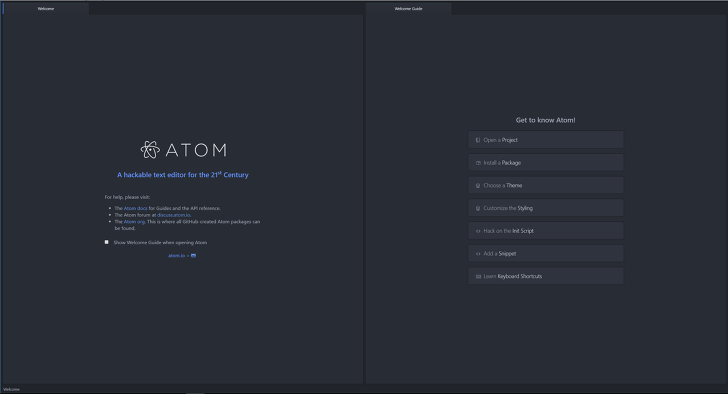 Welcome
Welcome Guide
ATOM
A hackable text editor for the 21st Century
For help, please visit:
• The Atom docs for Guides and the API reference.
• The Atom forum at discuss.atom.io.
• The Atom org. This is where all GitHub-created Atom packages can
be found.
Show Welcome Guide when opening Atom
atom.io ×
Get to know Atom!
Open a Project
Install a Package
Choose a Theme
Customize the Styling
Hack on the Init Script
Add a Snippet
Learn Keyboard Shortcuts
Welcome